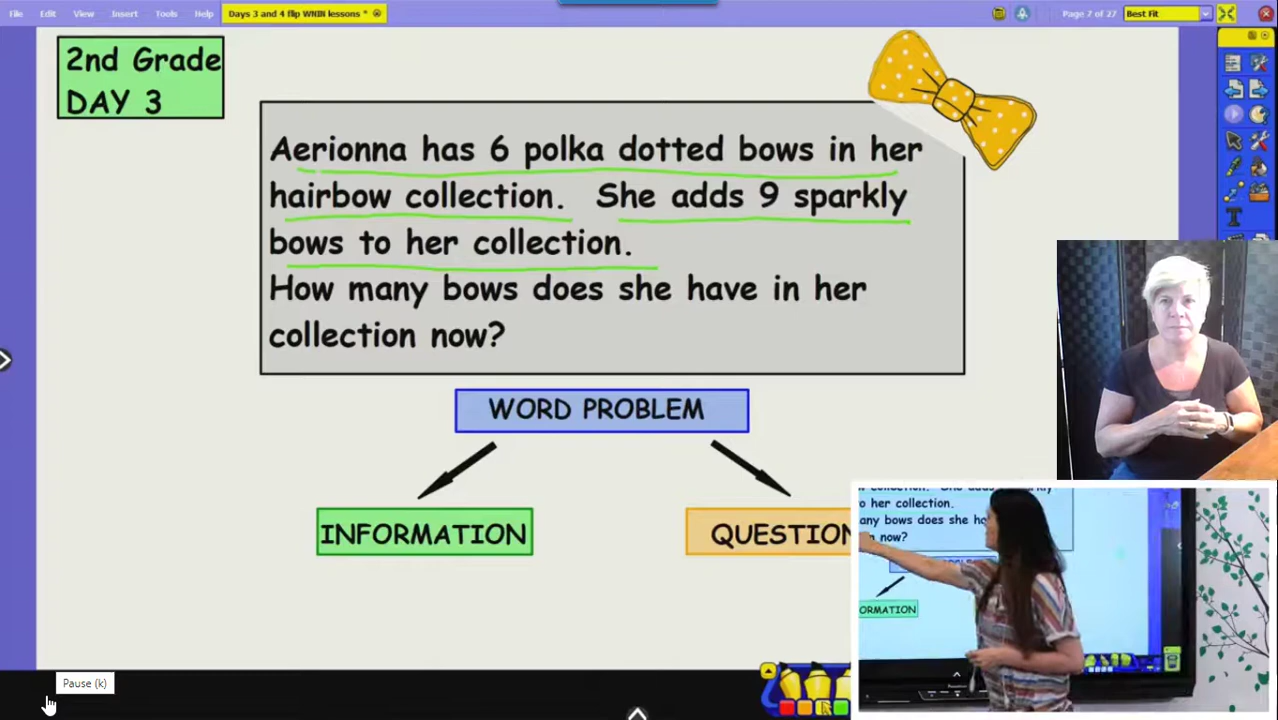 File Edit View Insert Tools Help Days 3 and 4 flip WNIN lessons * Page 7 of 27 Best Fit
2nd Grade
DAY 3
Aerionna has 6 polka dotted bows in her
hairbow collection. She adds 9 sparkly
bows to her collection.
How many bows does she have in her
collection now?
WORD PROBLEM
INFORMATION
QUESTION
to her collection.
any bows does she ha
n now?
ORMATION
Pause (k)